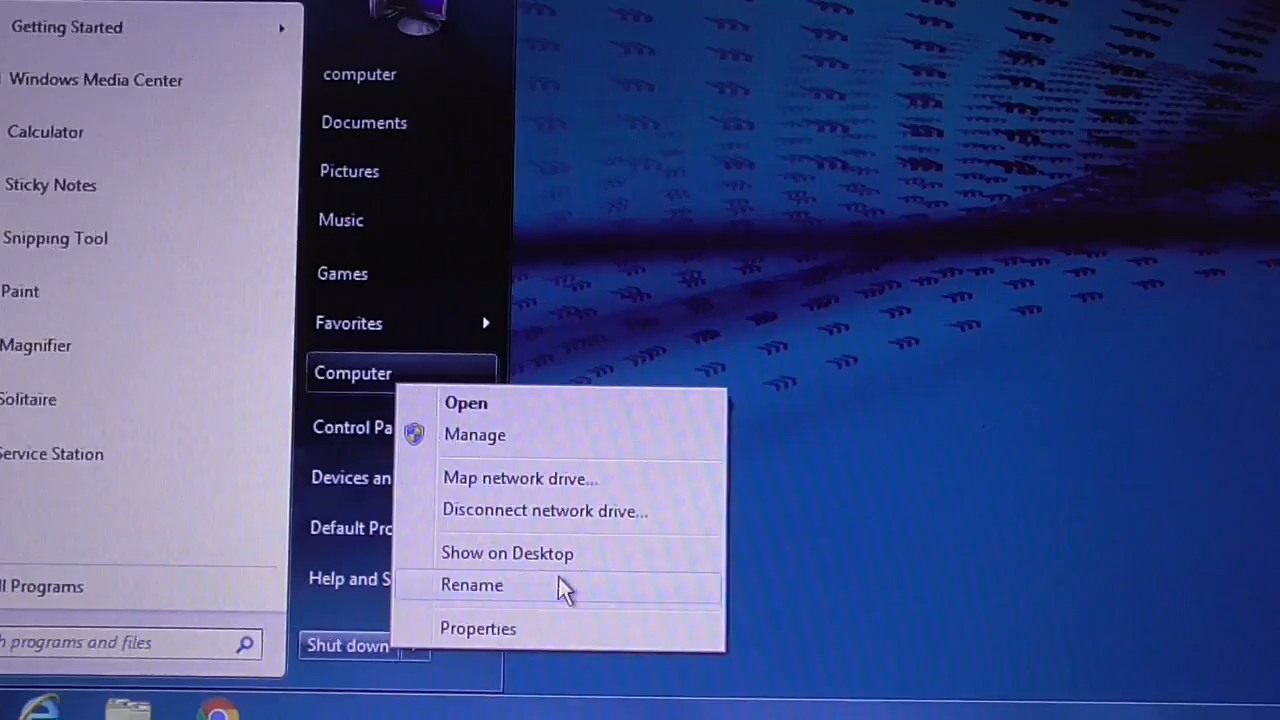 Getting Started
Windows Media Center
Calculator
Sticky Notes
Snipping Tool
Paint
Magnifier
Solitaire
Service Station
ll Programs
h programs and files
computer
Documents
Pictures
Music
Games
Favorites
Computer
Control Pa
Devices an
Default Pro
Help and S
Shut down
Open
Manage
Map network drive...
Disconnect network drive...
Show on Desktop
Rename
Properties